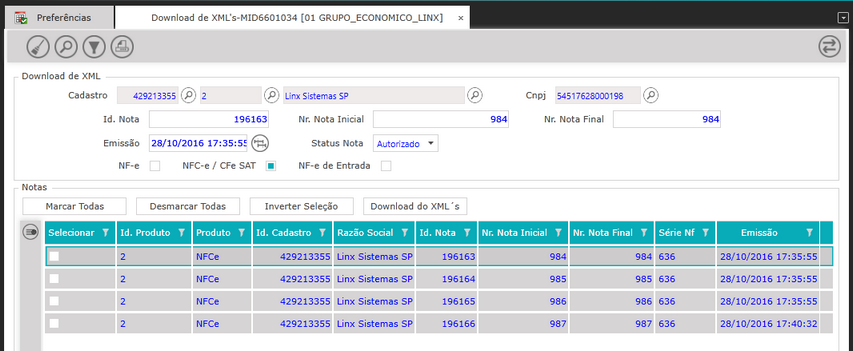 Preferências
Download de XML's-MID6601034 [01 GRUPO_ECONOMICO_LINX] ×
Download de XML
Cadastro 429213355 2 Linx Sistemas SP Cnpj 54517628000198
Id. Nota 196163 Nr. Nota Inicial 984 Nr. Nota Final 984
Emissão 28/10/2016 17:35:55 Status Nota Autorizado
NF-e NFC-e / CFe SAT NF-e de Entrada
Notas
Marcar Todas Desmarcar Todas Inverter Seleção Download do XML´s
Selecionar Id. Produto Produto Id. Cadastro Razão Social Id. Nota Nr. Nota Inicial Nr. Nota Final Série Nf Emissão
2 NFCe 429213355 Linx Sistemas SP 196163 984 984 636 28/10/2016 17:35:55
2 NFCe 429213355 Linx Sistemas SP 196164 985 985 636 28/10/2016 17:35:55
2 NFCe 429213355 Linx Sistemas SP 196165 986 986 636 28/10/2016 17:35:55
2 NFCe 429213355 Linx Sistemas SP 196166 987 987 636 28/10/2016 17:40:32